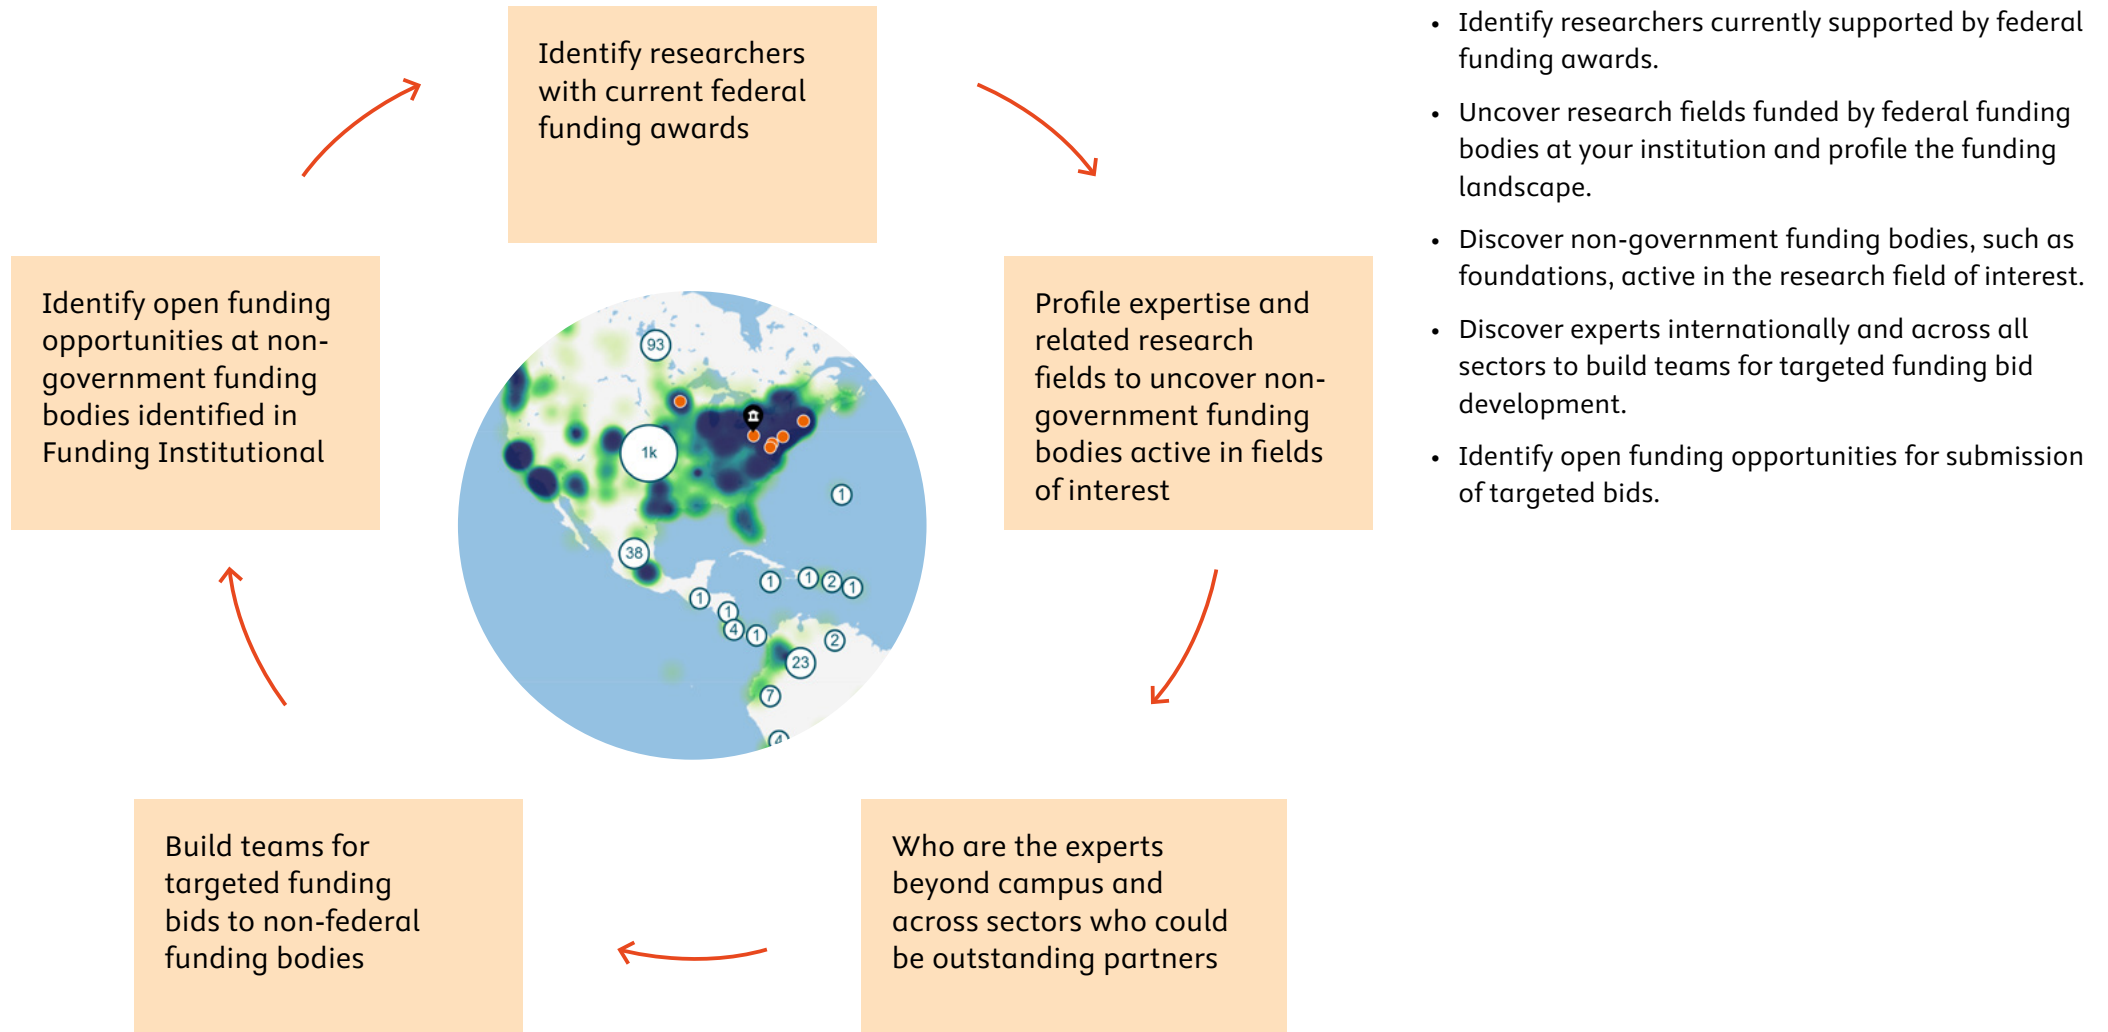 Identify researchers
with current federal
funding awards
Identify open funding
opportunities at non-
government funding
bodies identified in
Funding Institutional
Profile expertise and
related research
fields to uncover non-
government funding
bodies active in fields
of interest
93
1k
1
38
1
1
2
1
1
1
4
1
2
23
7
4
Build teams for
targeted funding
bids to non-federal
funding bodies
Who are the experts
beyond campus and
across sectors who could
be outstanding partners
• Identify researchers currently supported by federal
funding awards.
• Uncover research fields funded by federal funding
bodies at your institution and profile the funding
landscape.
• Discover non-government funding bodies, such as
foundations, active in the research field of interest.
• Discover experts internationally and across all
sectors to build teams for targeted funding bid
development.
• Identify open funding opportunities for submission
of targeted bids.